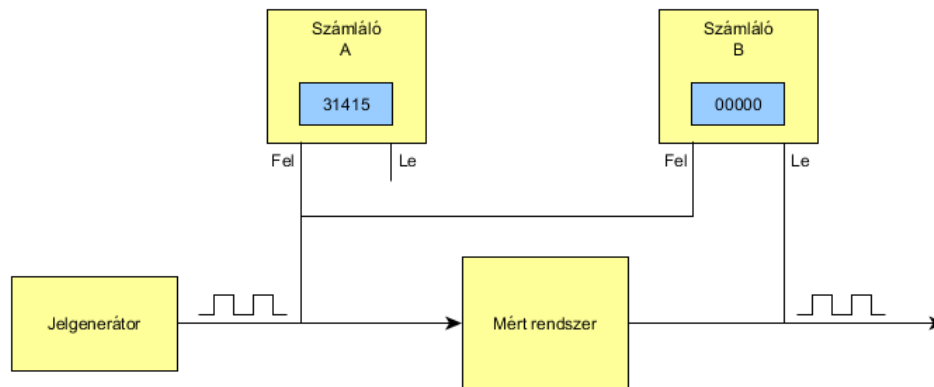 Számláló
A
31415
Fel
Le
Számláló
B
00000
Fel
Le
Jelgenerátor
Mért rendszer